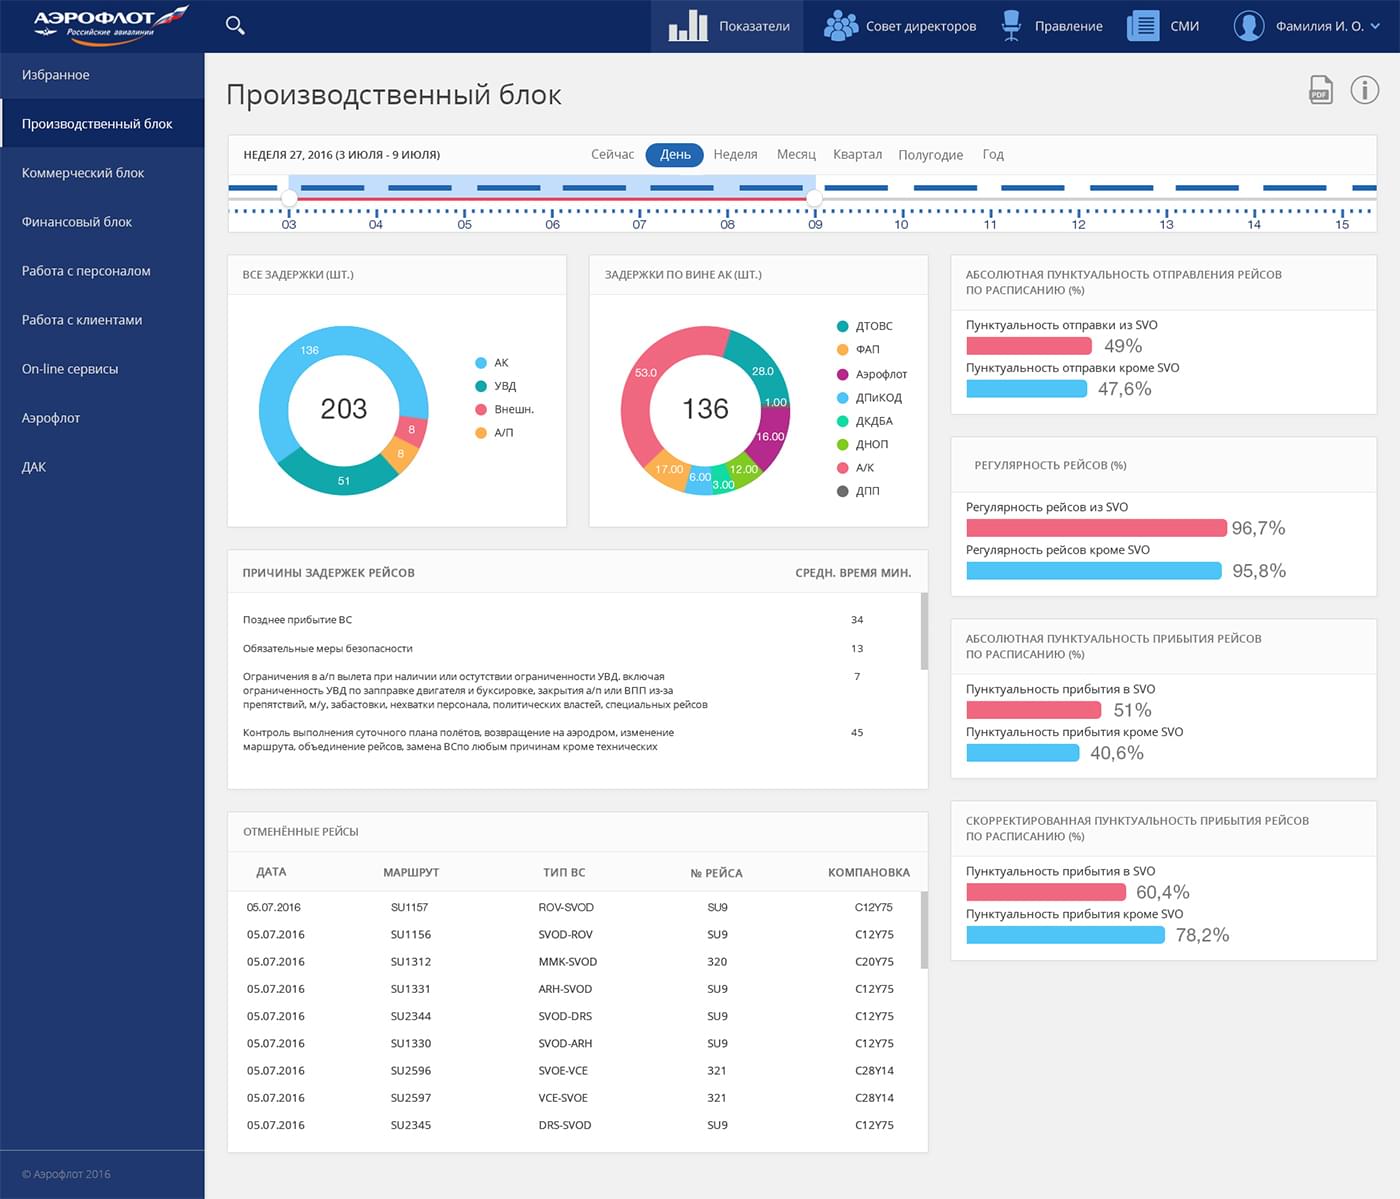 АЭРОФЛОТ
Российские авиалинии
Показатели
Совет директоров
Правление
СМИ
Фамилия И. О.
Избранное
Производственный блок
Коммерческий блок
Финансовый блок
Работа с персоналом
Работа с клиентами
On-line сервисы
Аэрофлот
ДАК
© Аэрофлот 2016
Производственный блок
PDF
НЕДЕЛЯ 27, 2016 (3 ИЮЛЯ - 9 ИЮЛЯ)
Сейчас День Неделя Месяц Квартал Полугодие Год
03 04 05 06 07 08 09 10 11 12 13 14 15
ВСЕ ЗАДЕРЖКИ (ШТ.)
136
203
8
8
51
АК
УВД
Внешн.
А/П
ЗАДЕРЖКИ ПО ВИНЕ АК (ШТ.)
53.0
28.0
1.00
136
16.00
17.00
6.00
3.00
12.00
ДТОВС
ФАП
Аэрофлот
ДПиКОД
ДКДБА
ДНОП
А/К
ДПП
АБСОЛЮТНАЯ ПУНКТУАЛЬНОСТЬ ОТПРАВЛЕНИЯ РЕЙСОВ
ПО РАСПИСАНИЮ (%)
Пунктуальность отправки из SVO
49%
Пунктуальность отправки кроме SVO
47,6%
РЕГУЛЯРНОСТЬ РЕЙСОВ (%)
Регулярность рейсов из SVO
96,7%
Регулярность рейсов кроме SVO
95,8%
АБСОЛЮТНАЯ ПУНКТУАЛЬНОСТЬ ПРИБЫТИЯ РЕЙСОВ
ПО РАСПИСАНИЮ (%)
Пунктуальность прибытия в SVO
51%
Пунктуальность прибытия кроме SVO
40,6%
СКОРРЕКТИРОВАННАЯ ПУНКТУАЛЬНОСТЬ ПРИБЫТИЯ РЕЙСОВ
ПО РАСПИСАНИЮ (%)
Пунктуальность прибытия в SVO
60,4%
Пунктуальность прибытия кроме SVO
78,2%
ПРИЧИНЫ ЗАДЕРЖЕК РЕЙСОВ СРЕДН. ВРЕМЯ МИН.
Позднее прибытие ВС 34
Обязательные меры безопасности 13
Ограничения в а/п вылета при наличии или остутствии ограниченности УВД, включая 7
ограниченность УВД по запправке двигателя и буксировке, закрытия а/п или ВПП из-за
препятствий, м/у, забастовки, нехватки персонала, политических властей, специальных рейсов
Контроль выполнения суточного плана полётов, возвращение на аэродром, изменение 45
маршрута, объединение рейсов, замена ВСпо любым причинам кроме технических
ОТМЕНЁННЫЕ РЕЙСЫ
ДАТА МАРШРУТ ТИП ВС № РЕЙСА КОМПАНОВКА
05.07.2016 SU1157 ROV-SVOD SU9 C12Y75
05.07.2016 SU1156 SVOD-ROV SU9 C12Y75
05.07.2016 SU1312 MMK-SVOD 320 C20Y75
05.07.2016 SU1331 ARH-SVOD SU9 C12Y75
05.07.2016 SU2344 SVOD-DRS SU9 C12Y75
05.07.2016 SU1330 SVOD-ARH SU9 C12Y75
05.07.2016 SU2596 SVOE-VCE 321 C28Y14
05.07.2016 SU2597 VCE-SVOE 321 C28Y14
05.07.2016 SU2345 DRS-SVOD SU9 C12Y75